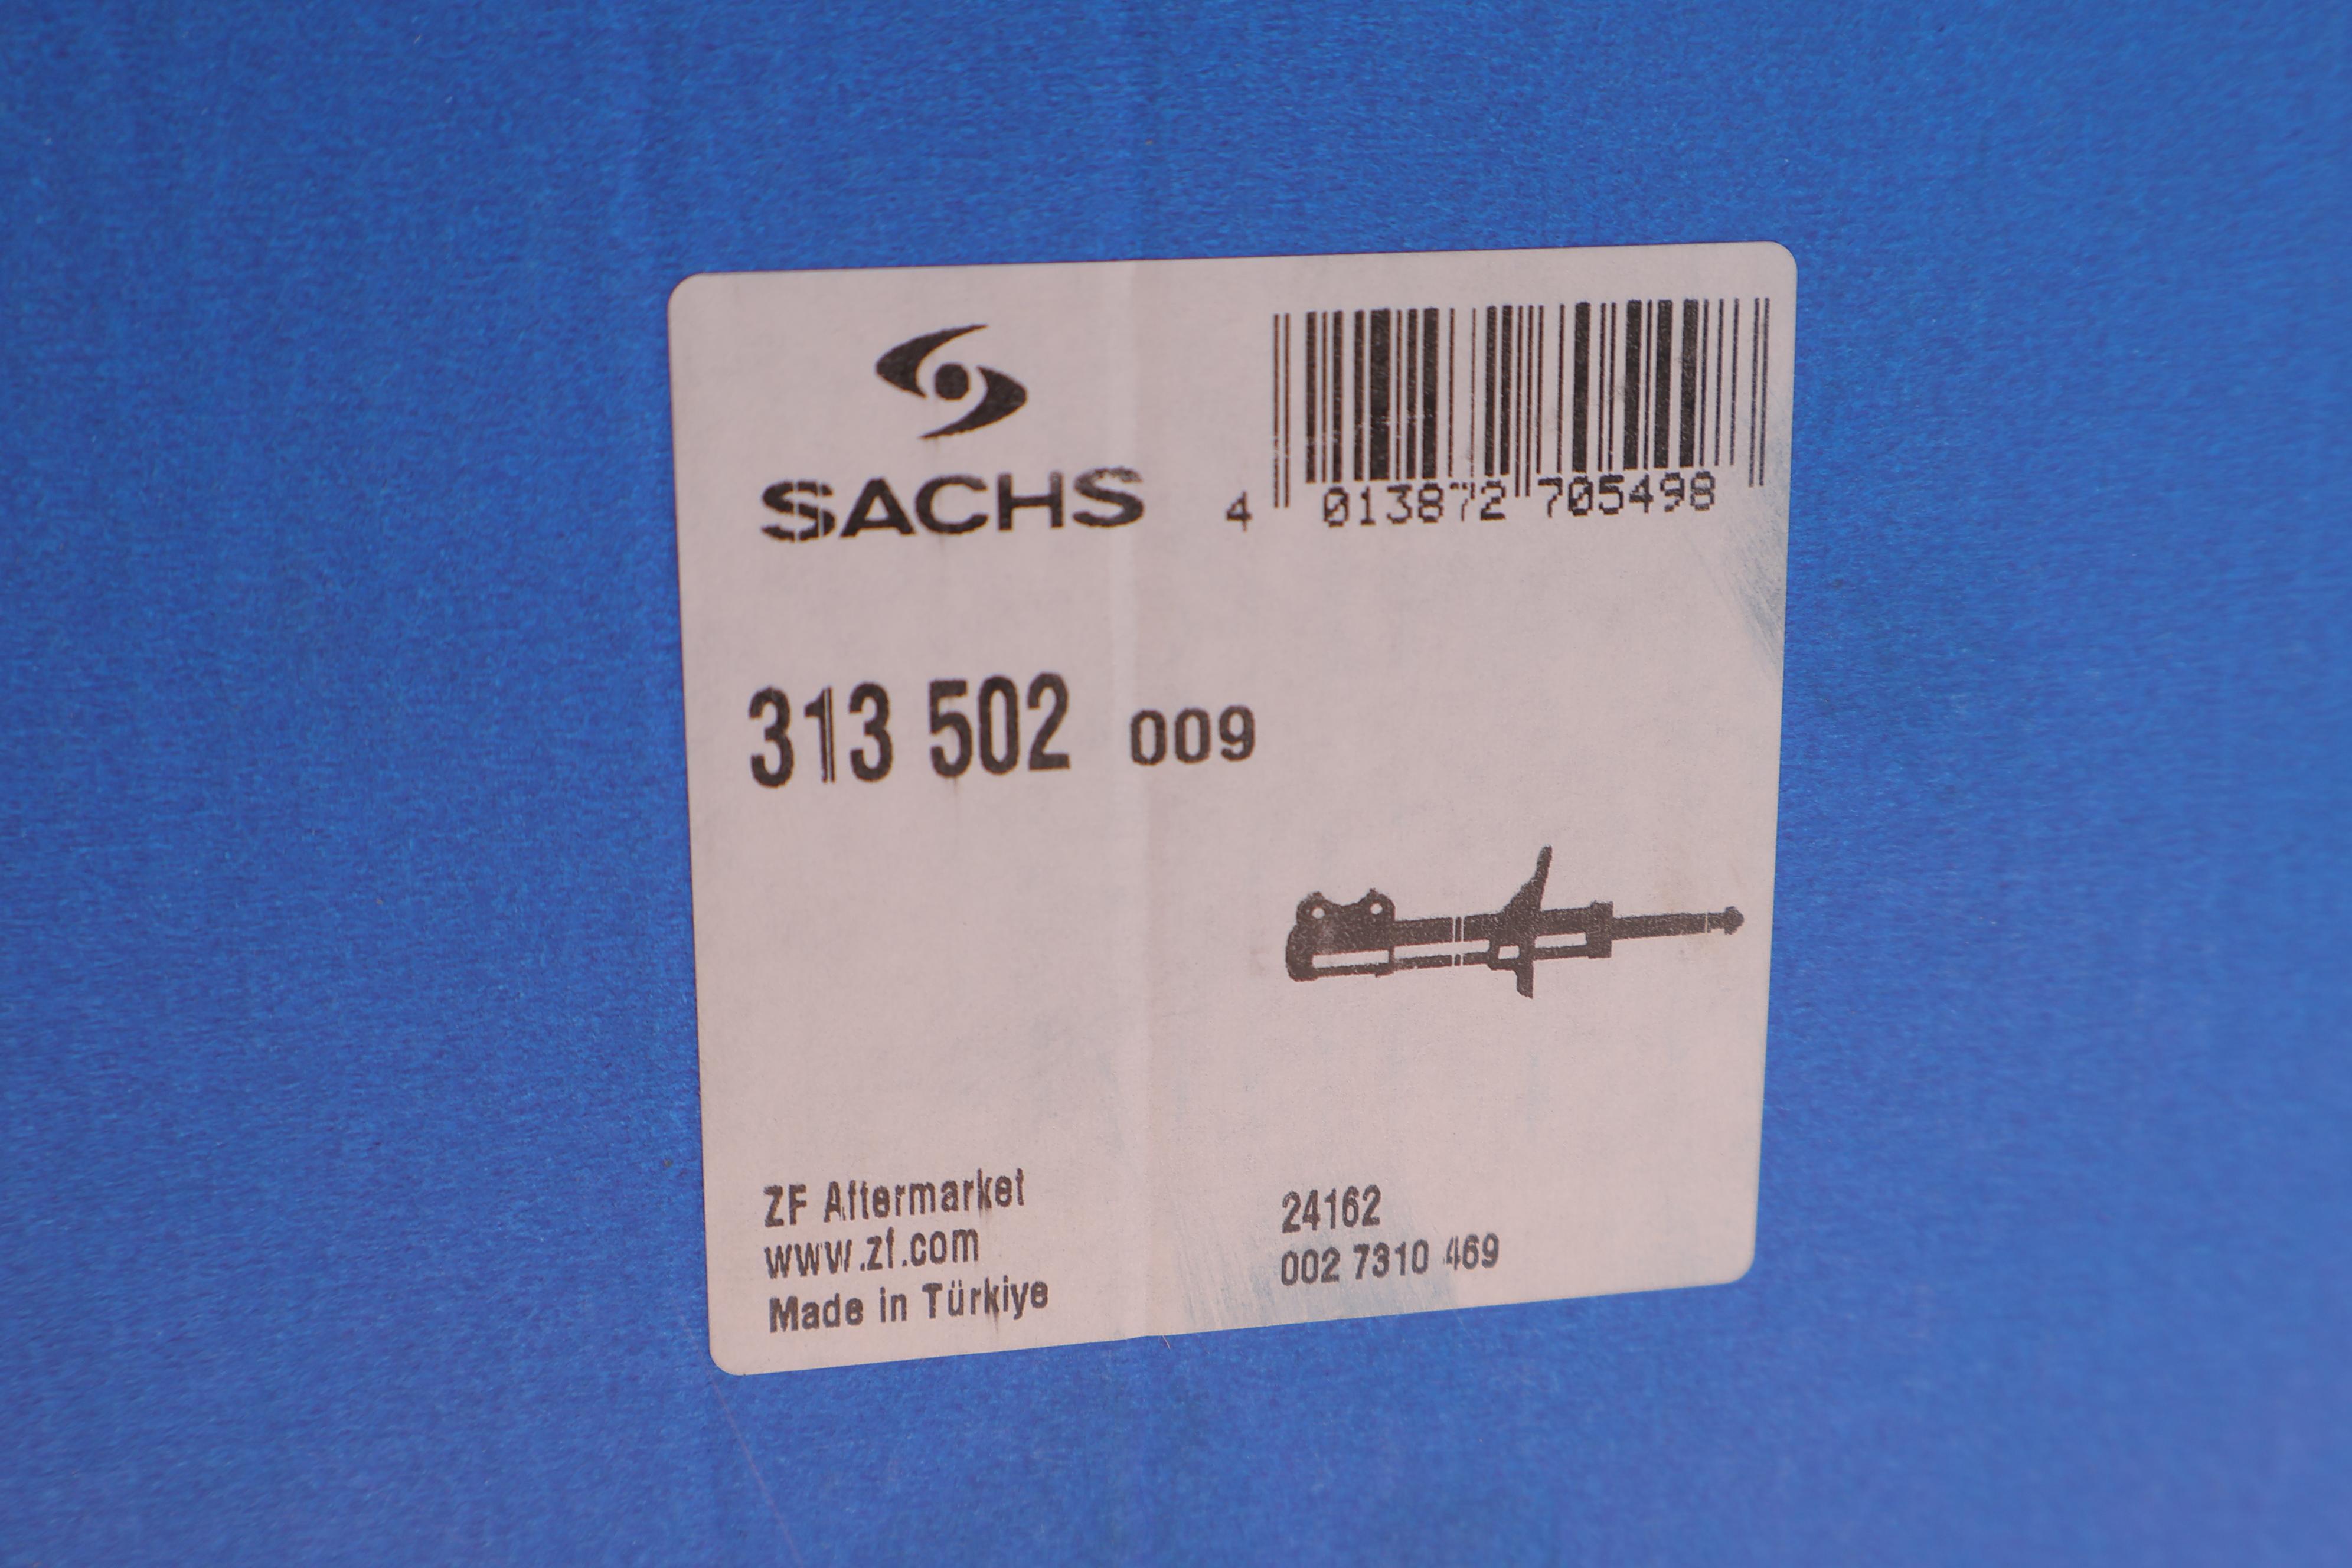 SACHS
4 013872 705498
313 502 009
ZF Aftermarket
www.zf.com
Made in Türkiye
24162
002 7310 469